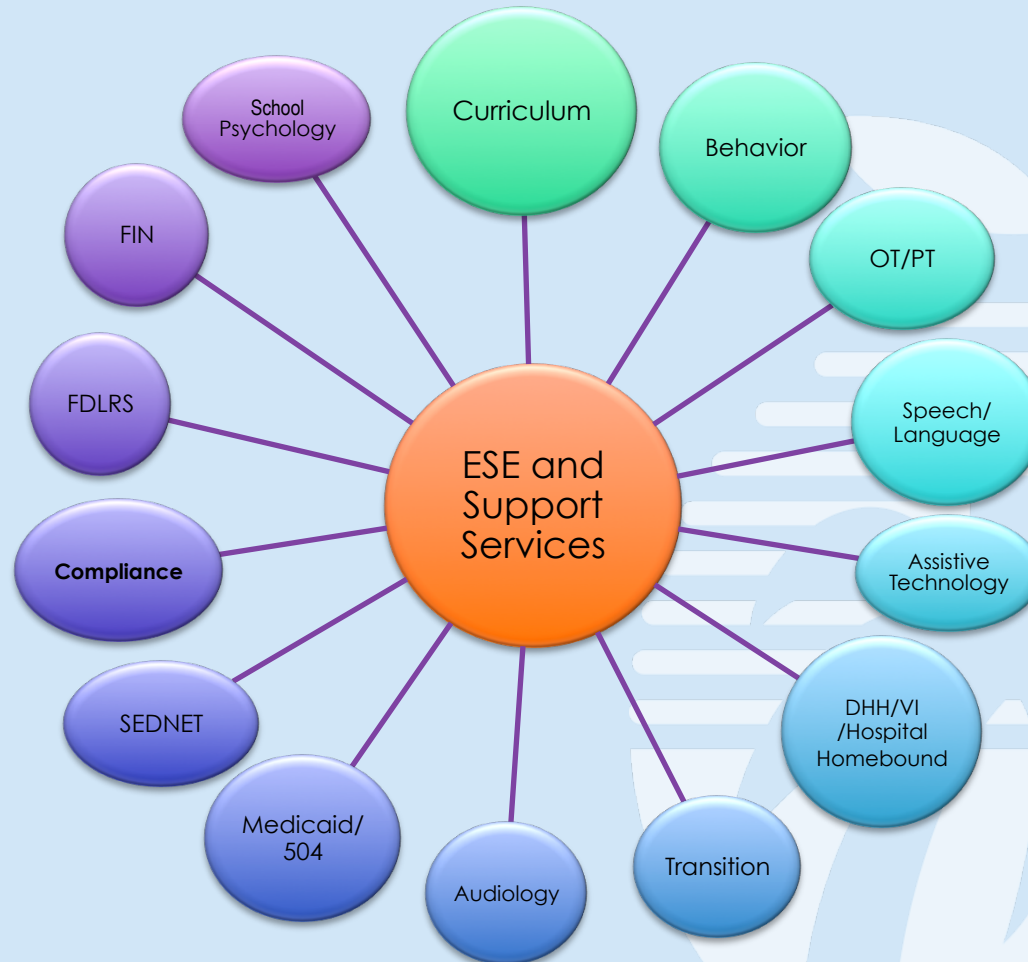 ESE and
Support
Services
Curriculum
Behavior
OT/PT
Speech/
Language
Assistive
Technology
DHH/VI
/Hospital
Homebound
Transition
Audiology
Medicaid/
504
SEDNET
Compliance
FDLRS
FIN
School
Psychology